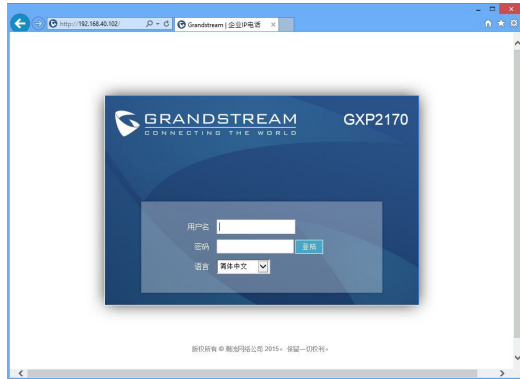 http://192.168.40.102/
Grandstream | 企业IP电话
GRANDSTREAM
CONNECTING THE WORLD
GXP2170
用户名
密码
登陆
语言
简体中文
版权所有 © 潮流网络公司 2015。 保留一切权利。